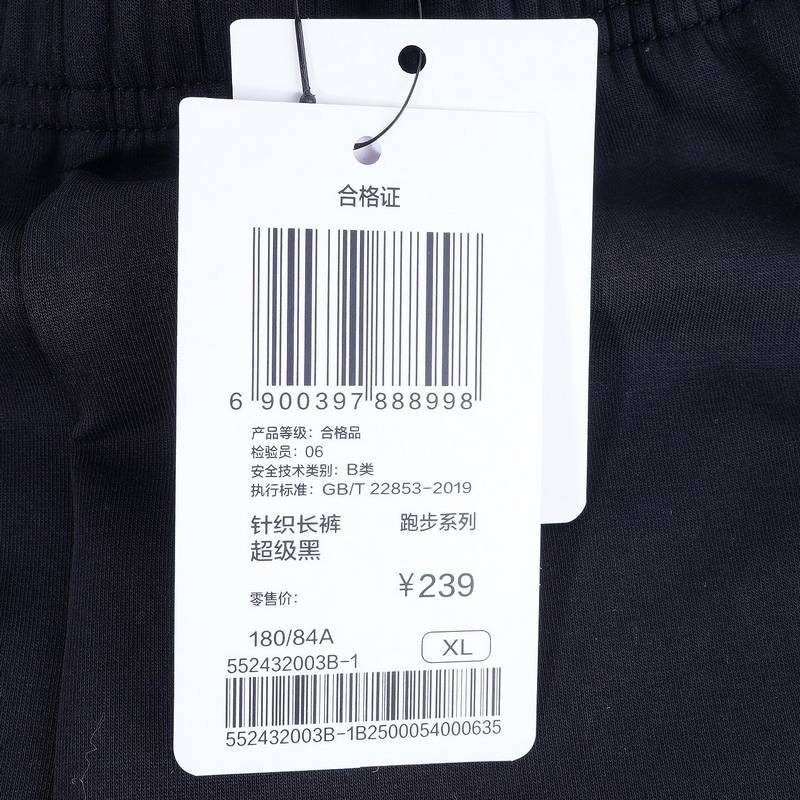 合格证
6 900397 888998
产品等级：合格品
检验员：06
安全技术类别：B类
执行标准：GB/T 22853-2019
针织长裤 跑步系列
超级黑
零售价： ¥239
180/84A XL
552432003B-1
552432003B-1B2500054000635